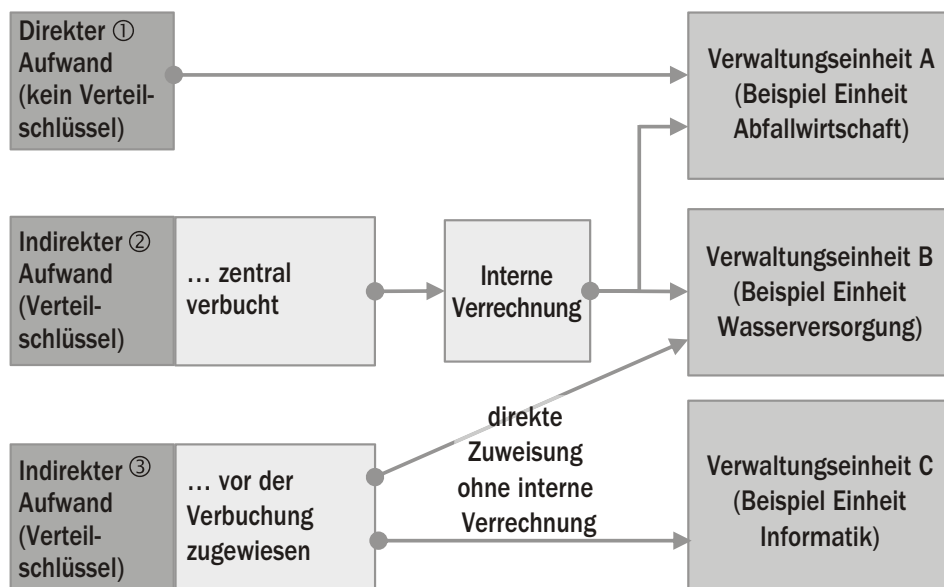 Direkter ①
Aufwand
(kein Verteil-
schlüssel)
Verwaltungseinheit A
(Beispiel Einheit
Abfallwirtschaft)
Indirekter ②
Aufwand
(Verteil-
schlüssel)
... zentral
verbucht
Interne
Verrechnung
Verwaltungseinheit B
(Beispiel Einheit
Wasserversorgung)
Indirekter ③
Aufwand
(Verteil-
schlüssel)
... vor der
Verbuchung
zugewiesen
direkte
Zuweisung
ohne interne
Verrechnung
Verwaltungseinheit C
(Beispiel Einheit
Informatik)